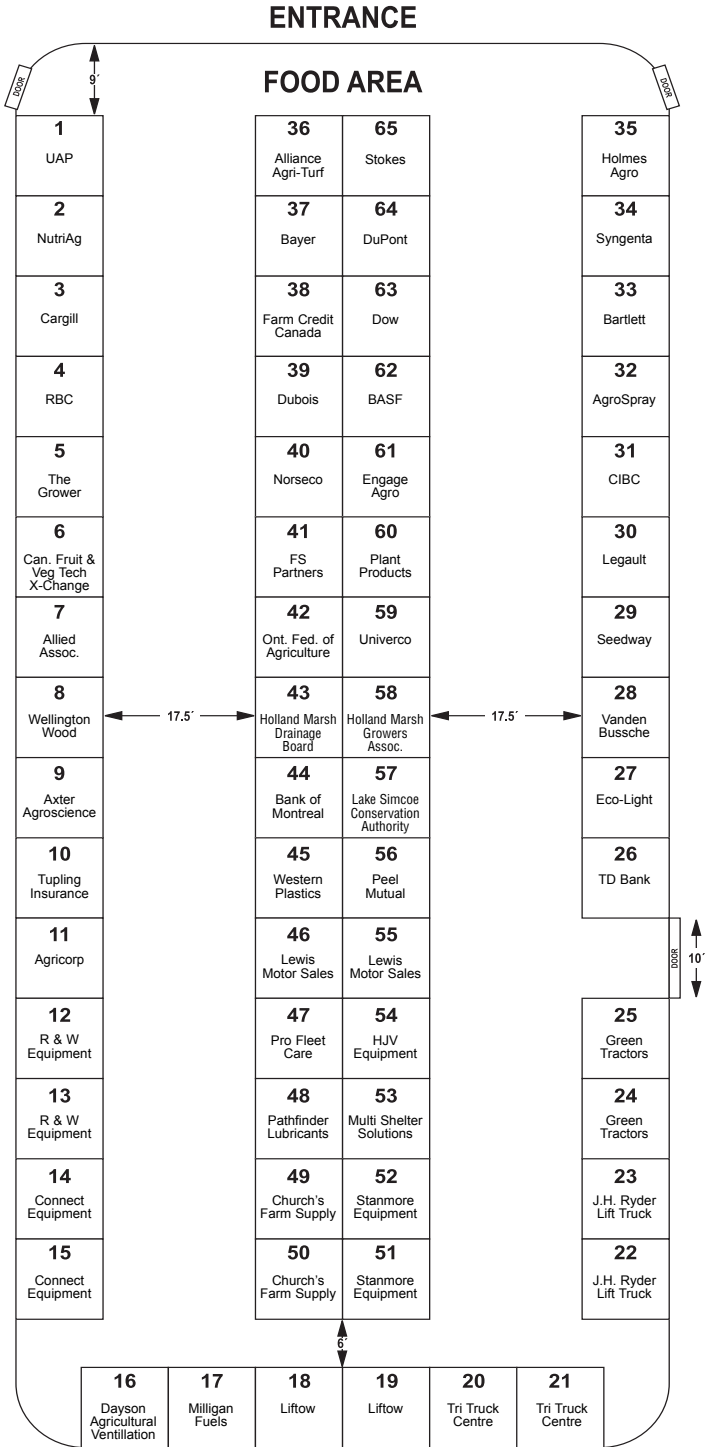 ENTRANCE
FOOD AREA
DOOR
9´
DOOR
1
UAP
36
Alliance
Agri-Turf
65
Stokes
35
Holmes
Agro
2
NutriAg
37
Bayer
64
DuPont
34
Syngenta
3
Cargill
38
Farm Credit
Canada
63
Dow
33
Bartlett
4
RBC
39
Dubois
62
BASF
32
AgroSpray
5
The
Grower
40
Norseco
61
Engage
Agro
31
CIBC
6
Can. Fruit &
Veg Tech
X-Change
41
FS
Partners
60
Plant
Products
30
Legault
7
Allied
Assoc.
42
Ont. Fed. of
Agriculture
59
Univerco
29
Seedway
8
Wellington
Wood
17.5´
43
Holland Marsh
Drainage
Board
58
Holland Marsh
Growers
Assoc.
17.5´
28
Vanden
Bussche
9
Axter
Agroscience
44
Bank of
Montreal
57
Lake Simcoe
Conservation
Authority
27
Eco-Light
10
Tupling
Insurance
45
Western
Plastics
56
Peel
Mutual
26
TD Bank
11
Agricorp
46
Lewis
Motor Sales
55
Lewis
Motor Sales
DOOR
10´
12
R & W
Equipment
47
Pro Fleet
Care
54
HJV
Equipment
25
Green
Tractors
13
R & W
Equipment
48
Pathfinder
Lubricants
53
Multi Shelter
Solutions
24
Green
Tractors
14
Connect
Equipment
49
Church's
Farm Supply
52
Stanmore
Equipment
23
J.H. Ryder
Lift Truck
15
Connect
Equipment
50
Church's
Farm Supply
51
Stanmore
Equipment
22
J.H. Ryder
Lift Truck
6´
16
Dayson
Agricultural
Ventillation
17
Milligan
Fuels
18
Liftow
19
Liftow
20
Tri Truck
Centre
21
Tri Truck
Centre